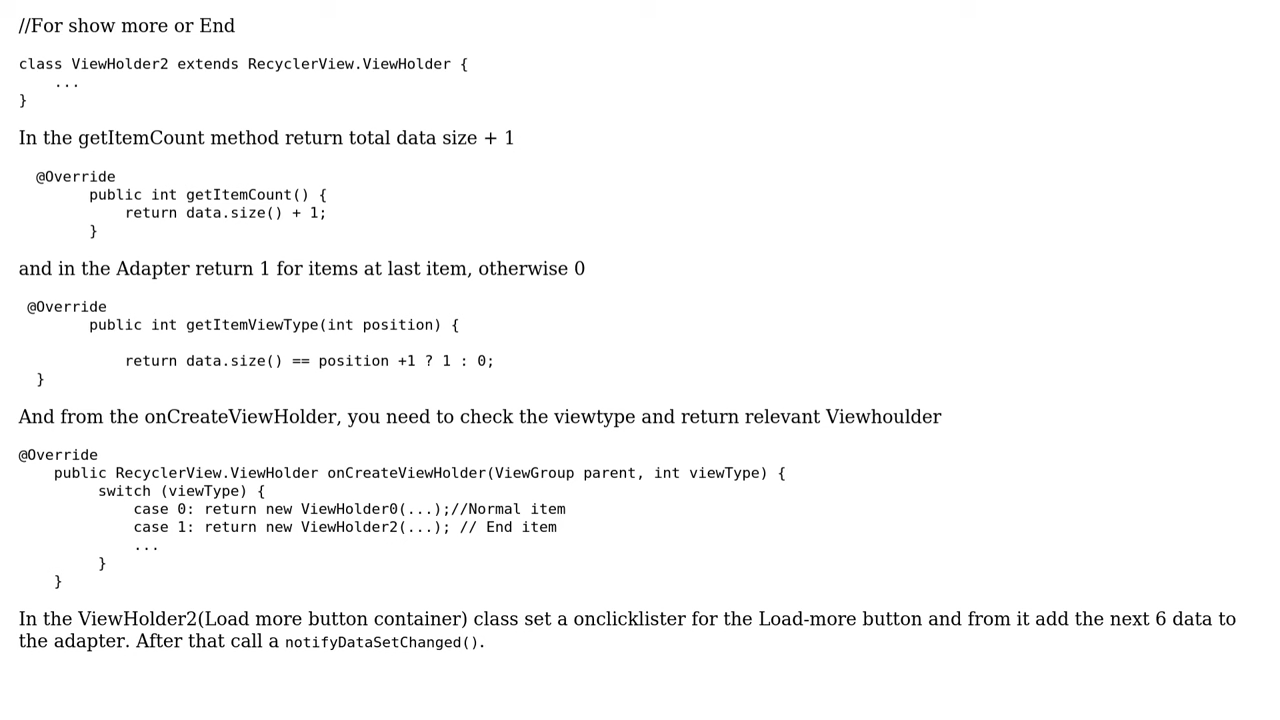 //For show more or End
class ViewHolder2 extends RecyclerView.ViewHolder {
    ...
}
In the getItemCount method return total data size + 1
  @Override
        public int getItemCount() {
            return data.size() + 1;
        }
and in the Adapter return 1 for items at last item, otherwise 0
 @Override
        public int getItemViewType(int position) {
            return data.size() == position +1 ? 1 : 0;
  }
And from the onCreateViewHolder, you need to check the viewtype and return relevant Viewhoulder
@Override
    public RecyclerView.ViewHolder onCreateViewHolder(ViewGroup parent, int viewType) {
         switch (viewType) {
             case 0: return new ViewHolder0(...);//Normal item
             case 1: return new ViewHolder2(...); // End item
             ...
         }
    }
In the ViewHolder2(Load more button container) class set a onclicklister for the Load-more button and from it add the next 6 data to
the adapter. After that call a notifyDataSetChanged().